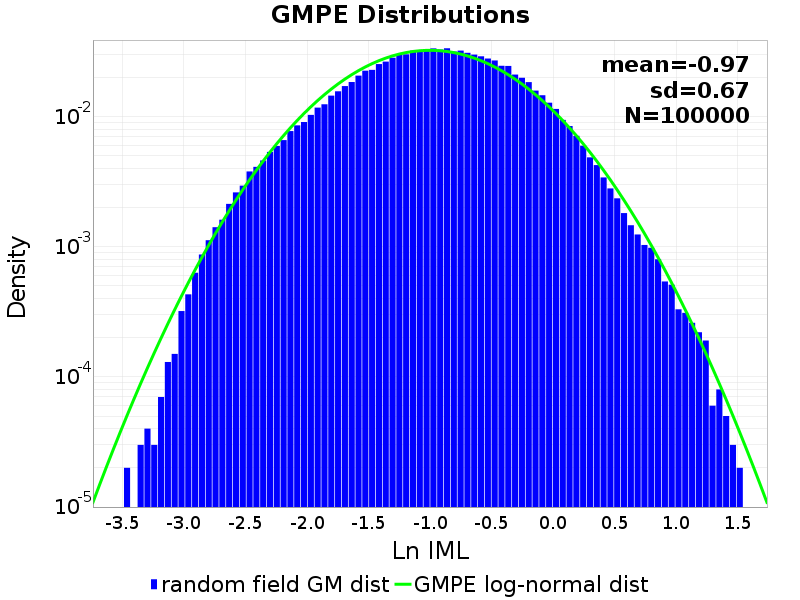 GMPE Distributions
mean=-0.97
sd=0.67
N=100000
Density
10-2
10-3
10-4
10-5
-3.5 -3.0 -2.5 -2.0 -1.5 -1.0 -0.5 0.0 0.5 1.0 1.5
Ln IML
random field GM dist GMPE log-normal dist